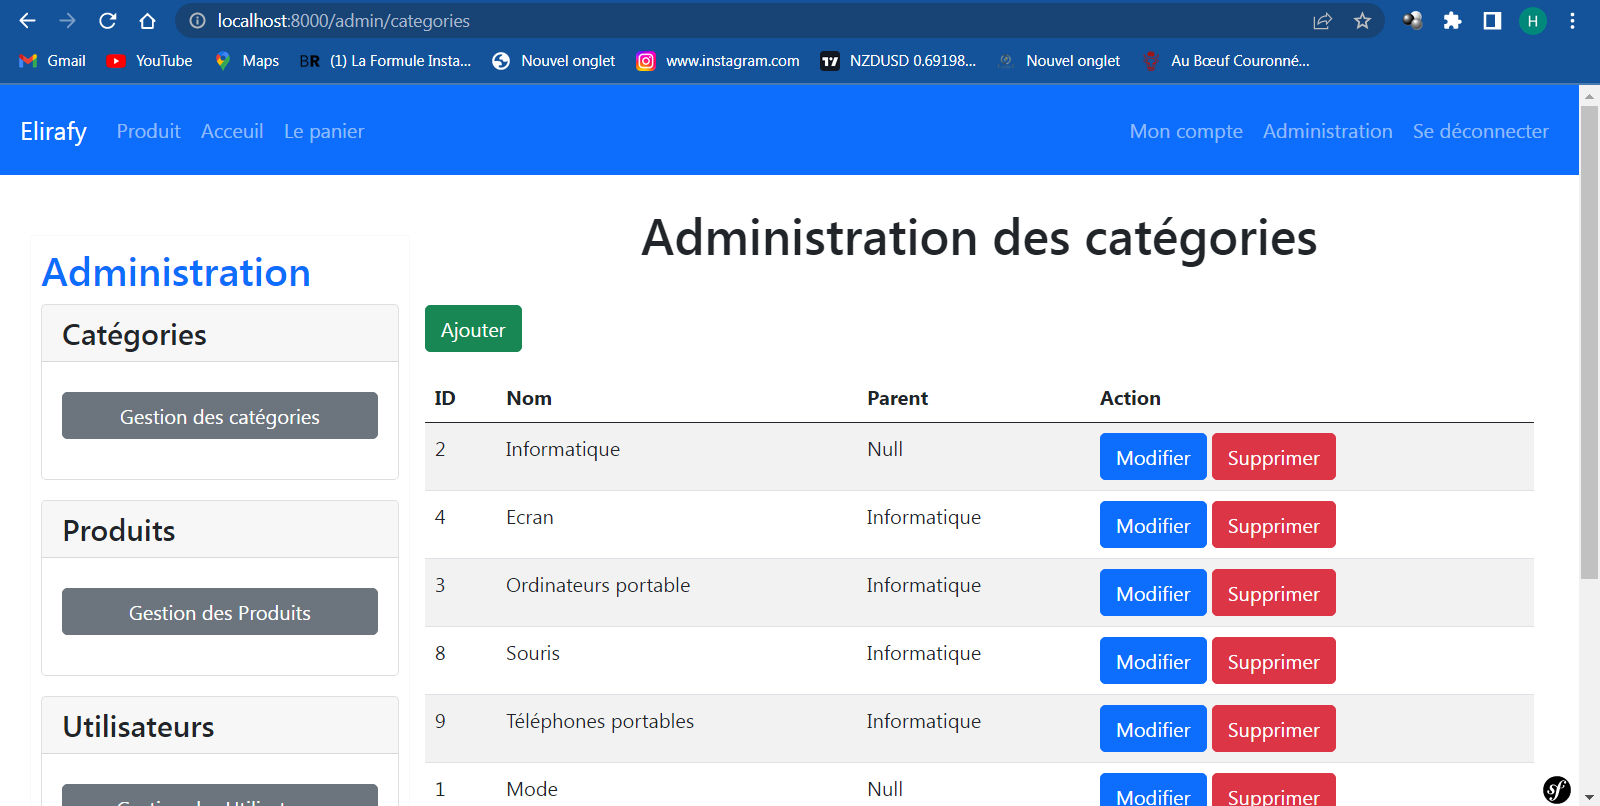 localhost:8000/admin/categories
H
Gmail YouTube Maps BR (1) La Formule Insta... Nouvel onglet www.instagram.com NZDUSD 0.69198... Nouvel onglet Au Bœuf Couronné...
Elirafy Produit Acceuil Le panier Mon compte Administration Se déconnecter
Administration des catégories
Administration
Catégories
Gestion des catégories
Produits
Gestion des Produits
Utilisateurs
Ajouter
ID Nom Parent Action
2 Informatique Null Modifier Supprimer
4 Ecran Informatique Modifier Supprimer
3 Ordinateurs portable Informatique Modifier Supprimer
8 Souris Informatique Modifier Supprimer
9 Téléphones portables Informatique Modifier Supprimer
1 Mode Null Modifier Supprimer
sf